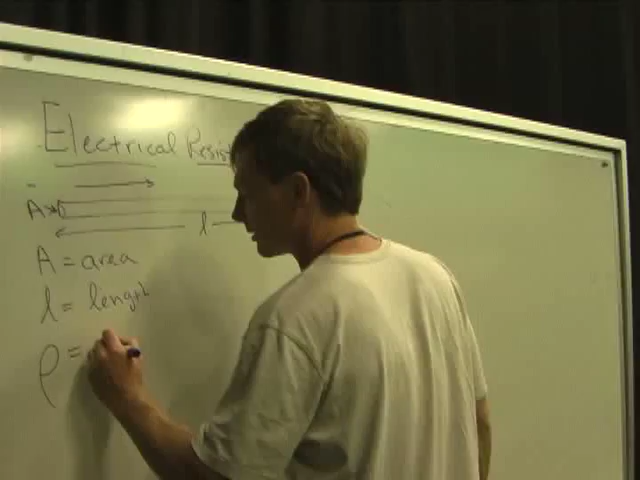 Electrical Resist
A→
l
A = area
l = length
ρ =